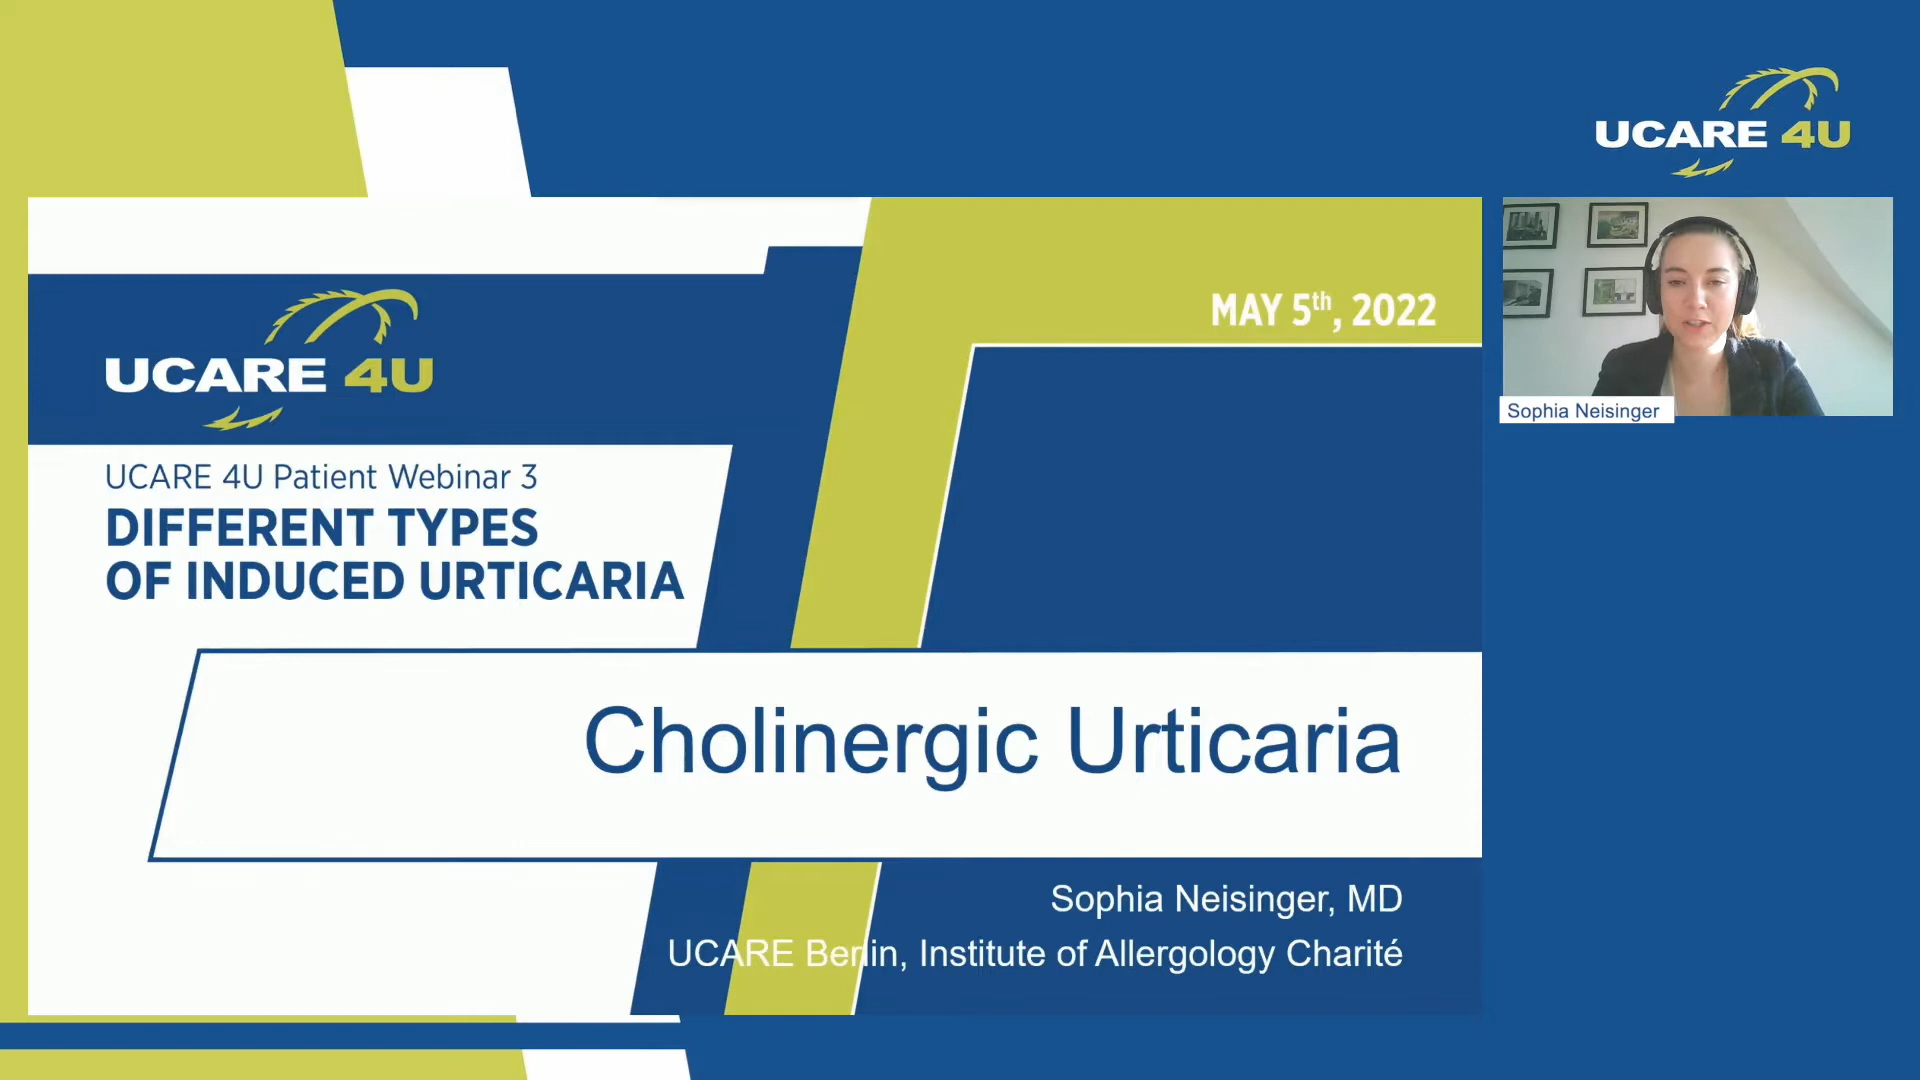 UCARE 4U
UCARE 4U
MAY 5th, 2022
UCARE 4U Patient Webinar 3
DIFFERENT TYPES
OF INDUCED URTICARIA
Sophia Neisinger
Cholinergic Urticaria
Sophia Neisinger, MD
UCARE Berlin, Institute of Allergology Charité